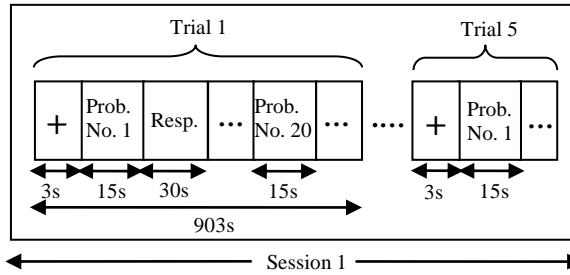 Trial 1
Trial 5
+
Prob.
No. 1
Resp.
...
Prob.
No. 20
...
....
+
Prob.
No. 1
...
3s
15s
30s
15s
3s
15s
903s
Session 1